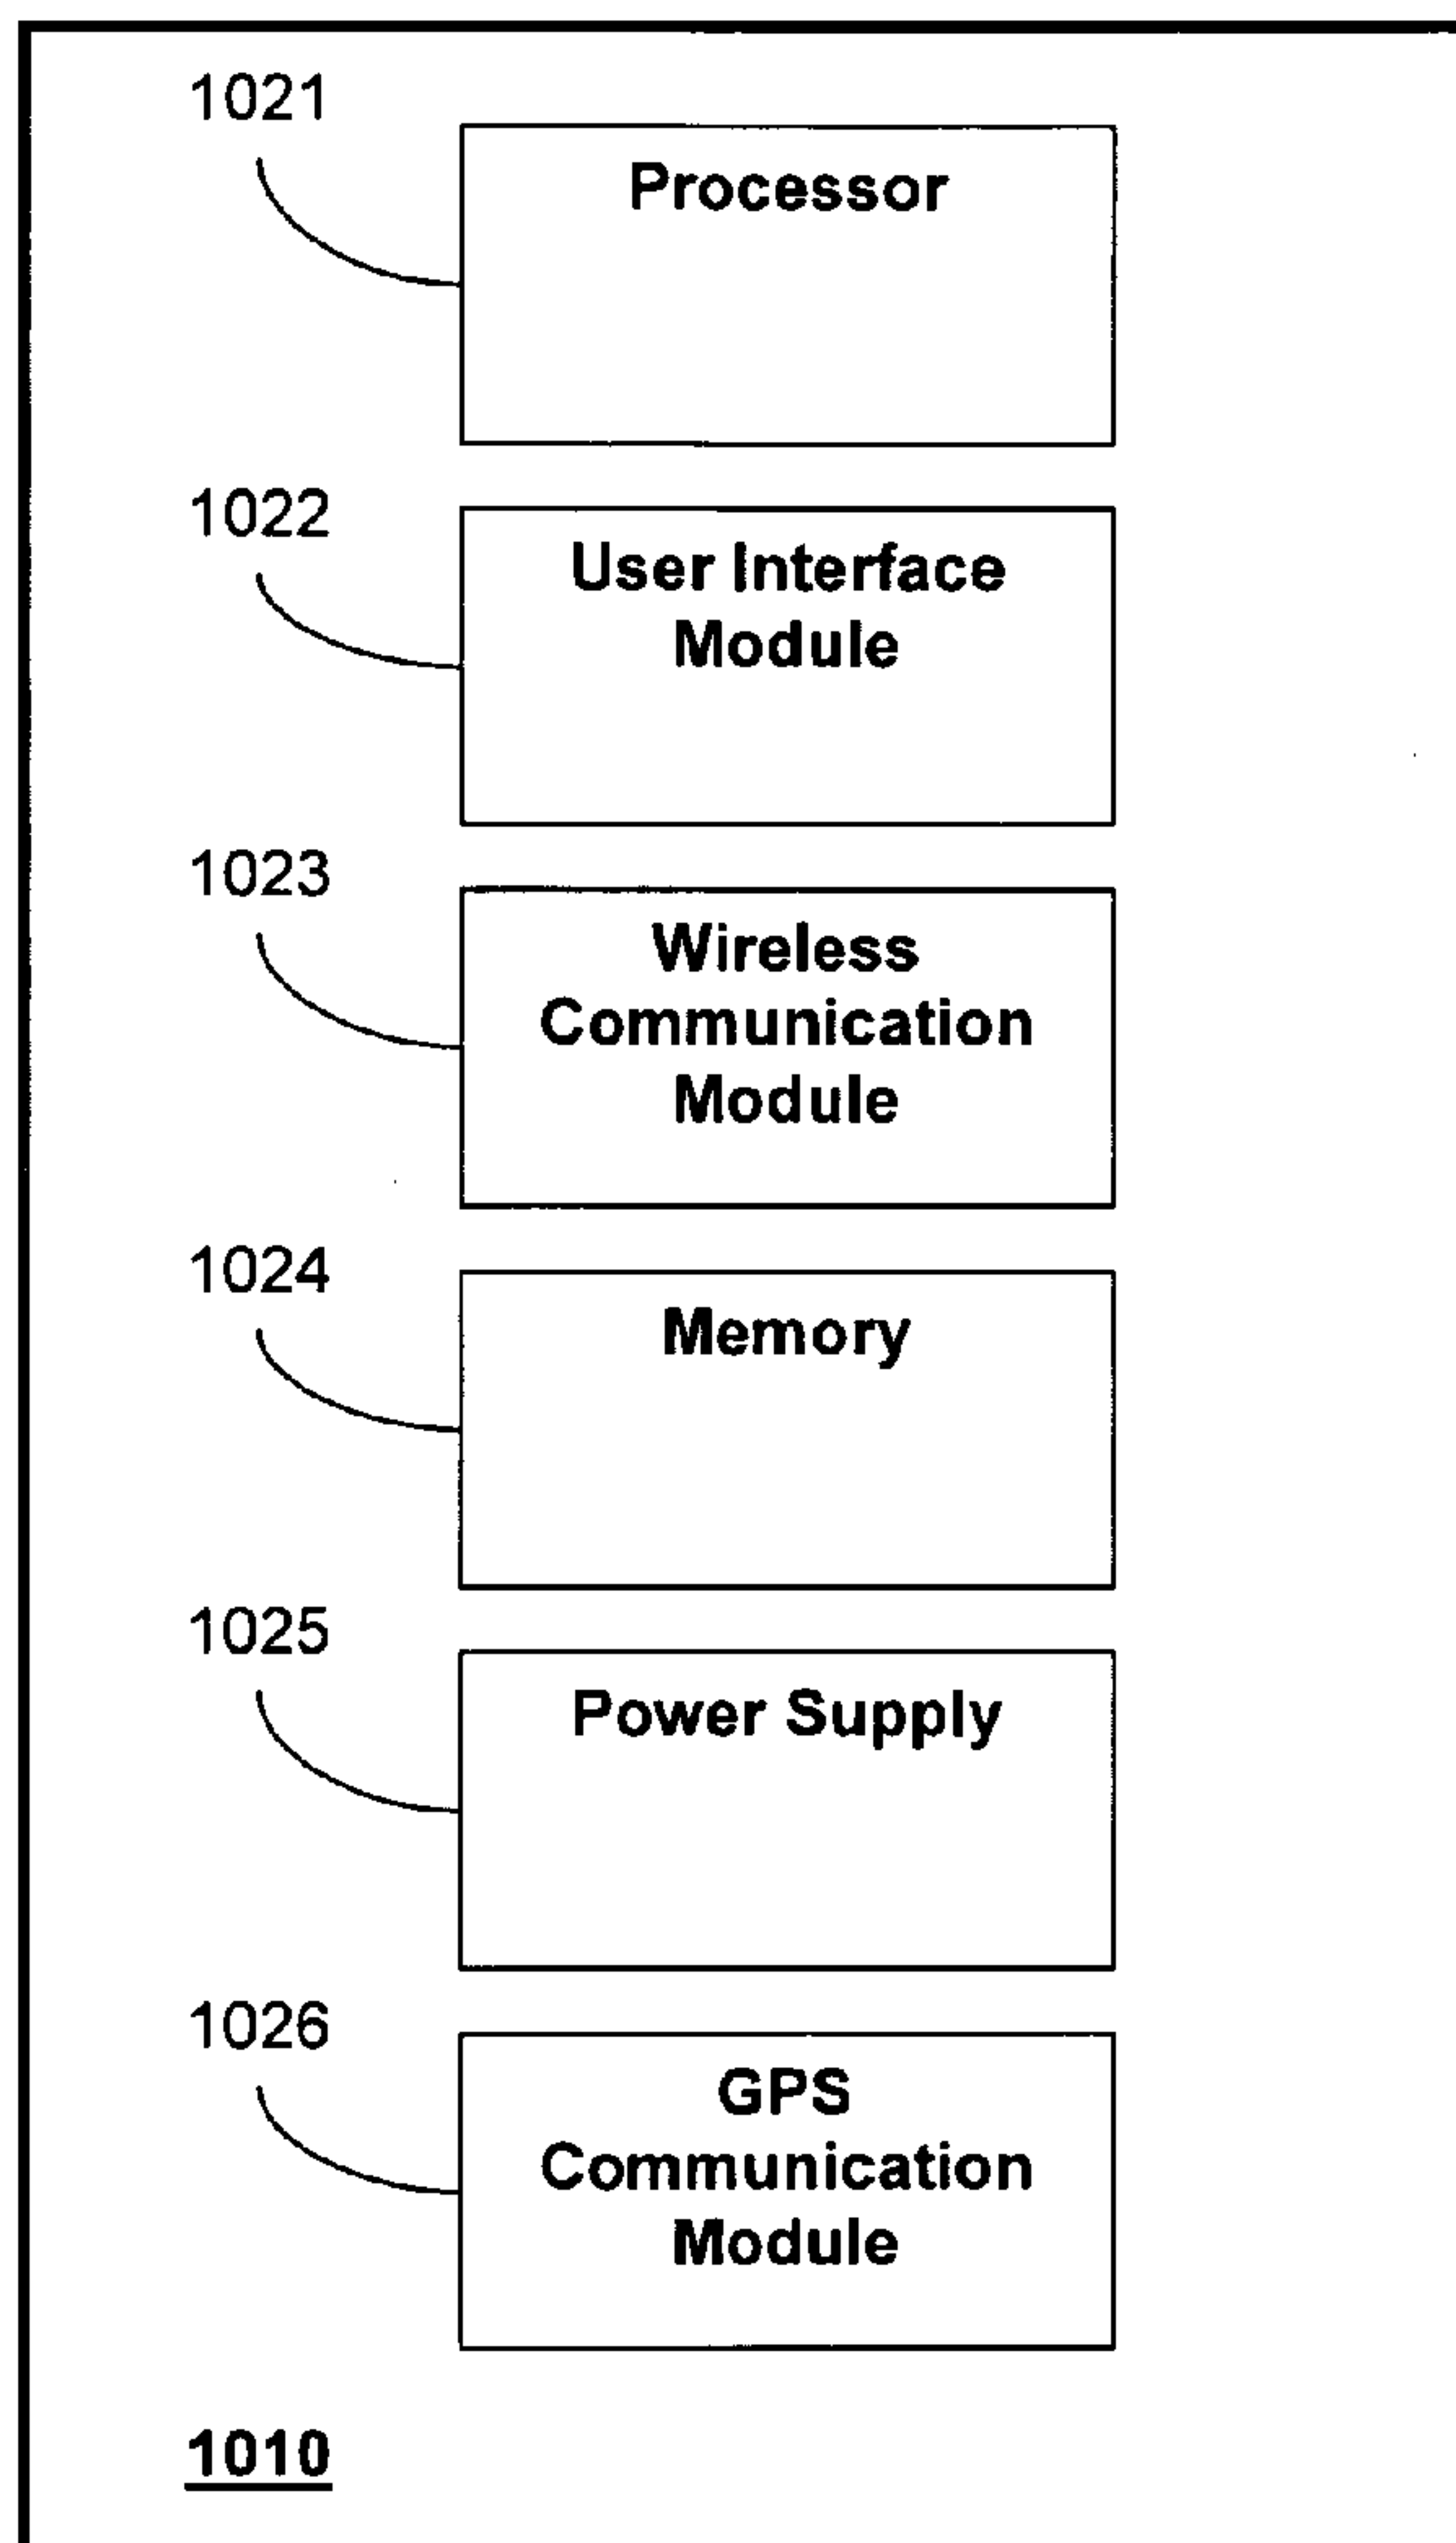 1021
Processor
1022
User Interface
Module
1023
Wireless
Communication
Module
1024
Memory
1025
Power Supply
1026
GPS
Communication
Module
1010